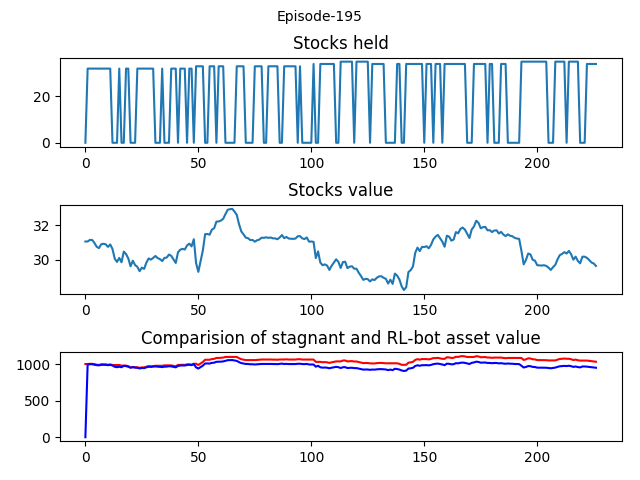 Episode-195
Stocks held
20
0
0 50 100 150 200
Stocks value
32
30
0 50 100 150 200
Comparision of stagnant and RL-bot asset value
1000
500
0
0 50 100 150 200